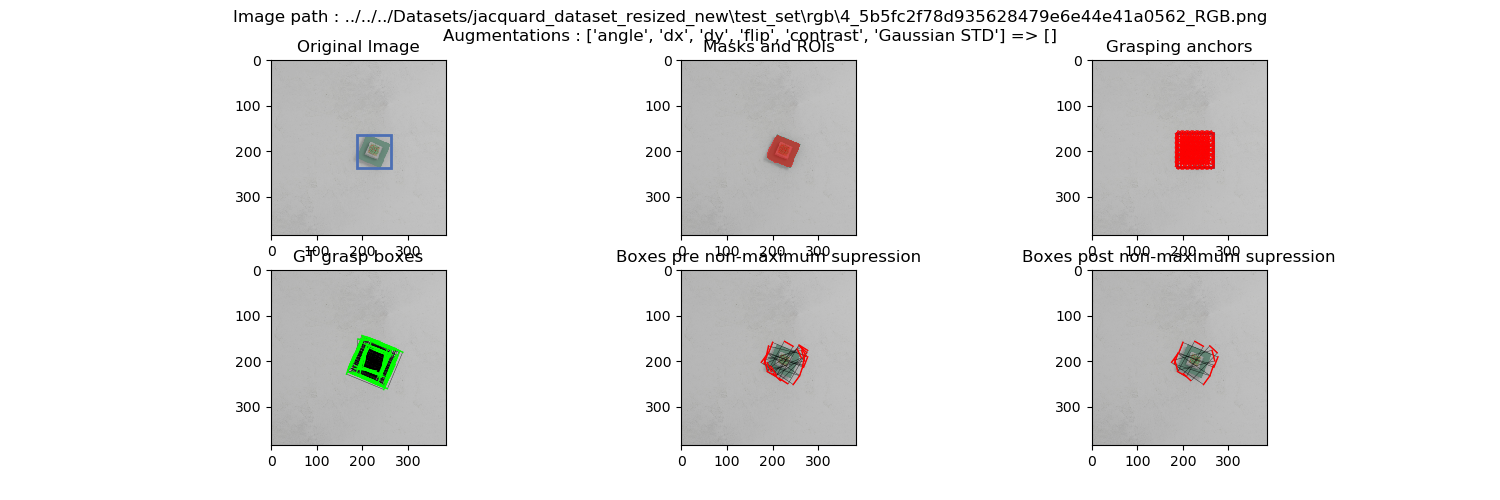 Image path : ../../../Datasets/jacquard_dataset_resized_new\test_set\rgb\4_5b5fc2f78d935628479e6e44e41a0562_RGB.png
Augmentations : ['angle', 'dx', 'dy', 'flip', 'contrast', 'Gaussian STD'] => []
Original Image
0
100
200
300
0 100 200 300
Masks and ROIs
0
100
200
300
0 100 200 300
Grasping anchors
0
100
200
300
0 100 200 300
GT grasp boxes
0
100
200
300
0 100 200 300
Boxes pre non-maximum supression
0
100
200
300
0 100 200 300
Boxes post non-maximum supression
0
100
200
300
0 100 200 300